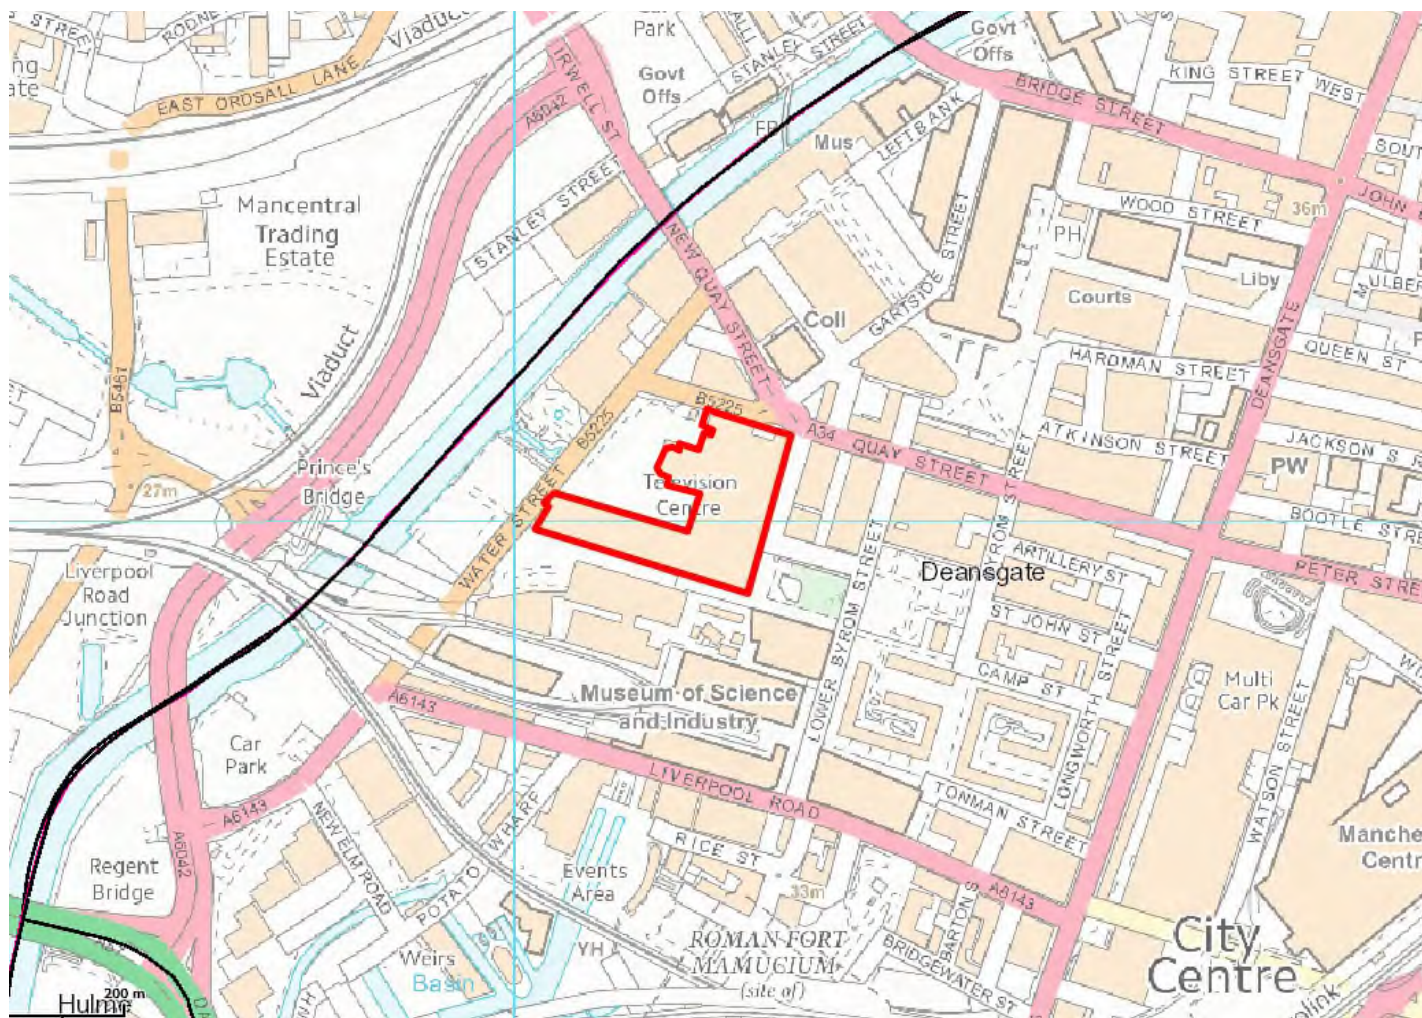 STREET
RODNEY
Viaduct
Car
Park
STANLEY STREET
Govt
Offs
Govt
Offs
KING STREET WEST
BRIDGE STREET
EAST ORDSALL LANE
A6042
IRWELL ST
FB
Mus
LEFTBANK
SOUT
JOHN
36m
WOOD STREET
PH
Mancentral
Trading
Estate
STANLEY STREET
NEW QUAY STREET
GARTSIDE STREET
Courts
Liby
Coll
HARDMAN STREET
DEANSGATE
QUEEN ST
Viaduct
B5461
B5225
B5225
A34 QUAY STREET
ATKINSON STREET
JACKSON S R
PW
Prince's
Bridge
27m
Television
Centre
WATER STREET
BOOTLE STRE
PETER STREE
ARTILLERY ST
Deansgate
Liverpool
Road
Junction
LOWER BYROM STREET
ST JOHN ST
CAMP ST
LONGWORTH STREET
Multi
Car Pk
WATSON STREET
Museum of Science
and Industry
A6143
LIVERPOOL ROAD
TONMAN STREET
Car
Park
A6143
A6042
NEW ELM ROAD
POTATO WHARF
RICE ST
Manche
Centr
Regent
Bridge
Events
Area
33m
A6143
BARTON S
BRIDGEWATER ST
ROMAN FORT
MAMUCIUM
(site of)
YH
Weirs
Basin
City
Centre
Hulme
200 m
olink